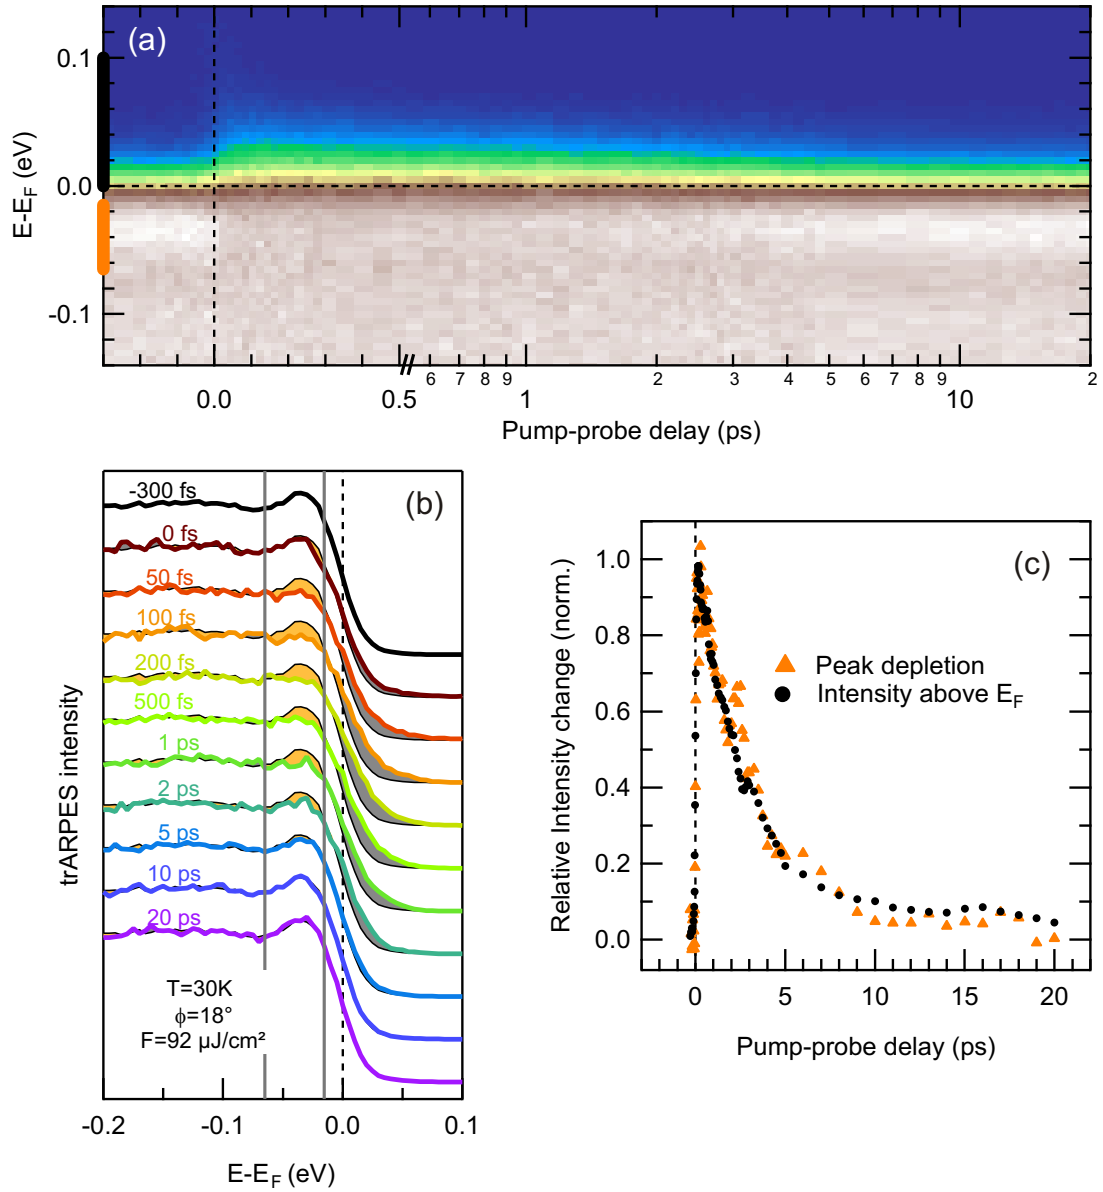 (a)
0.1
0.0
-0.1
E-E_F (eV)
0.0 0.5 6 7 8 9 1 2 3 4 5 6 7 8 9 10 2
Pump-probe delay (ps)
(b)
-300 fs
0 fs
50 fs
100 fs
200 fs
500 fs
1 ps
2 ps
5 ps
10 ps
20 ps
T=30K
ϕ=18°
F=92 µJ/cm²
trARPES intensity
-0.2 -0.1 0.0 0.1
E-E_F (eV)
(c)
1.0
0.8
0.6
0.4
0.2
0.0
Peak depletion
Intensity above E_F
Relative Intensity change (norm.)
0 5 10 15 20
Pump-probe delay (ps)